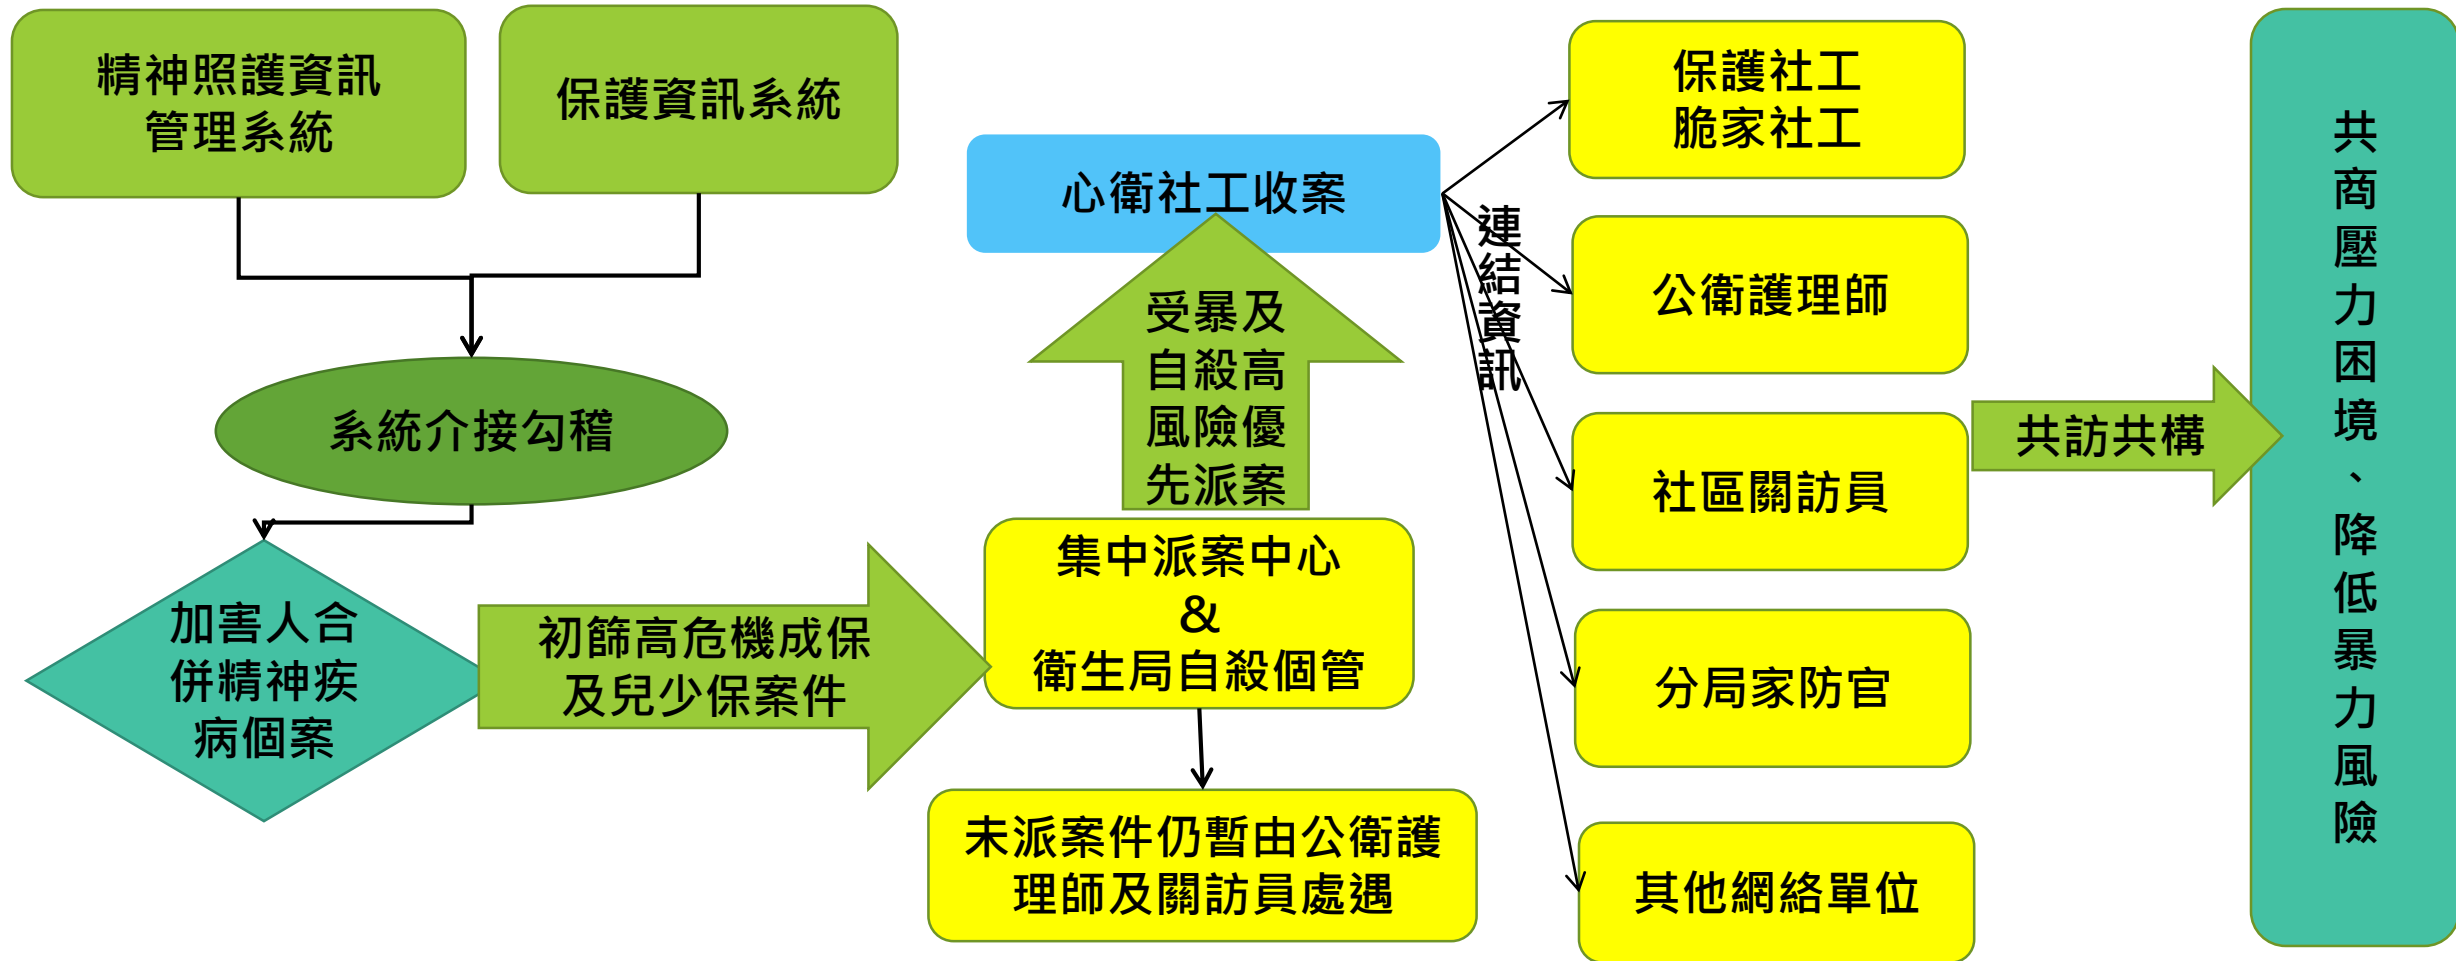 精神照護資訊
管理系統
保護資訊系統
系統介接勾稽
加害人合
併精神疾
病個案
初篩高危機成保
及兒少保案件
集中派案中心
&
衛生局自殺個管
未派案件仍暫由公衛護
理師及關訪員處遇
受暴及
自殺高
風險優
先派案
心衛社工收案
連結資訊
保護社工
脆家社工
公衛護理師
社區關訪員
分局家防官
其他網絡單位
共訪共構
共商壓力困境、降低暴力風險